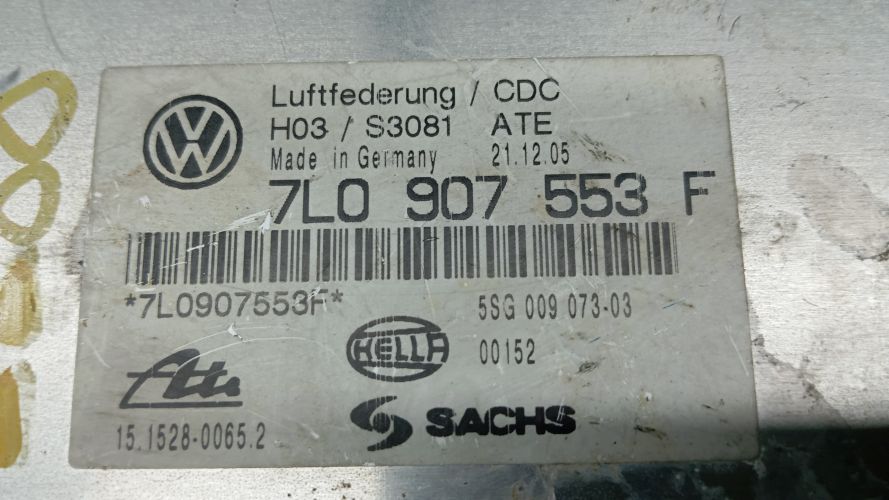 Luftfederung / CDC
H03 / S3081 ATE
Made in Germany 21.12.05
7L0 907 553 F
*7L0907553F*
5SG 009 073-03
HELLA
00152
Ate
SACHS
15.1528-0065.2